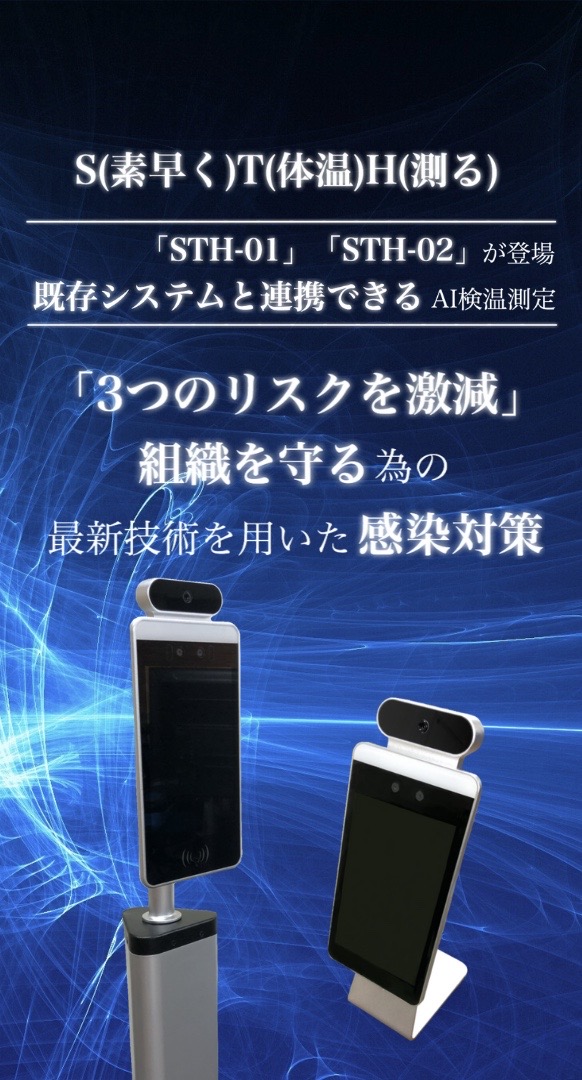 S(素早く)T(体温)H(測る)
「STH-01」「STH-02」が登場
既存システムと連携できる AI検温測定
「3つのリスクを激減」
組織を守る為の
最新技術を用いた 感染対策